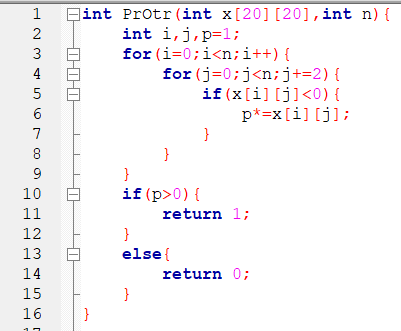 1 int PrOtr(int x[20][20],int n){
2 int i,j,p=1;
3 for(i=0;i<n;i++){
4 for(j=0;j<n;j+=2){
5 if(x[i][j]<0){
6 p*=x[i][j];
7 }
8 }
9 }
10 if(p>0){
11 return 1;
12 }
13 else{
14 return 0;
15 }
16 }